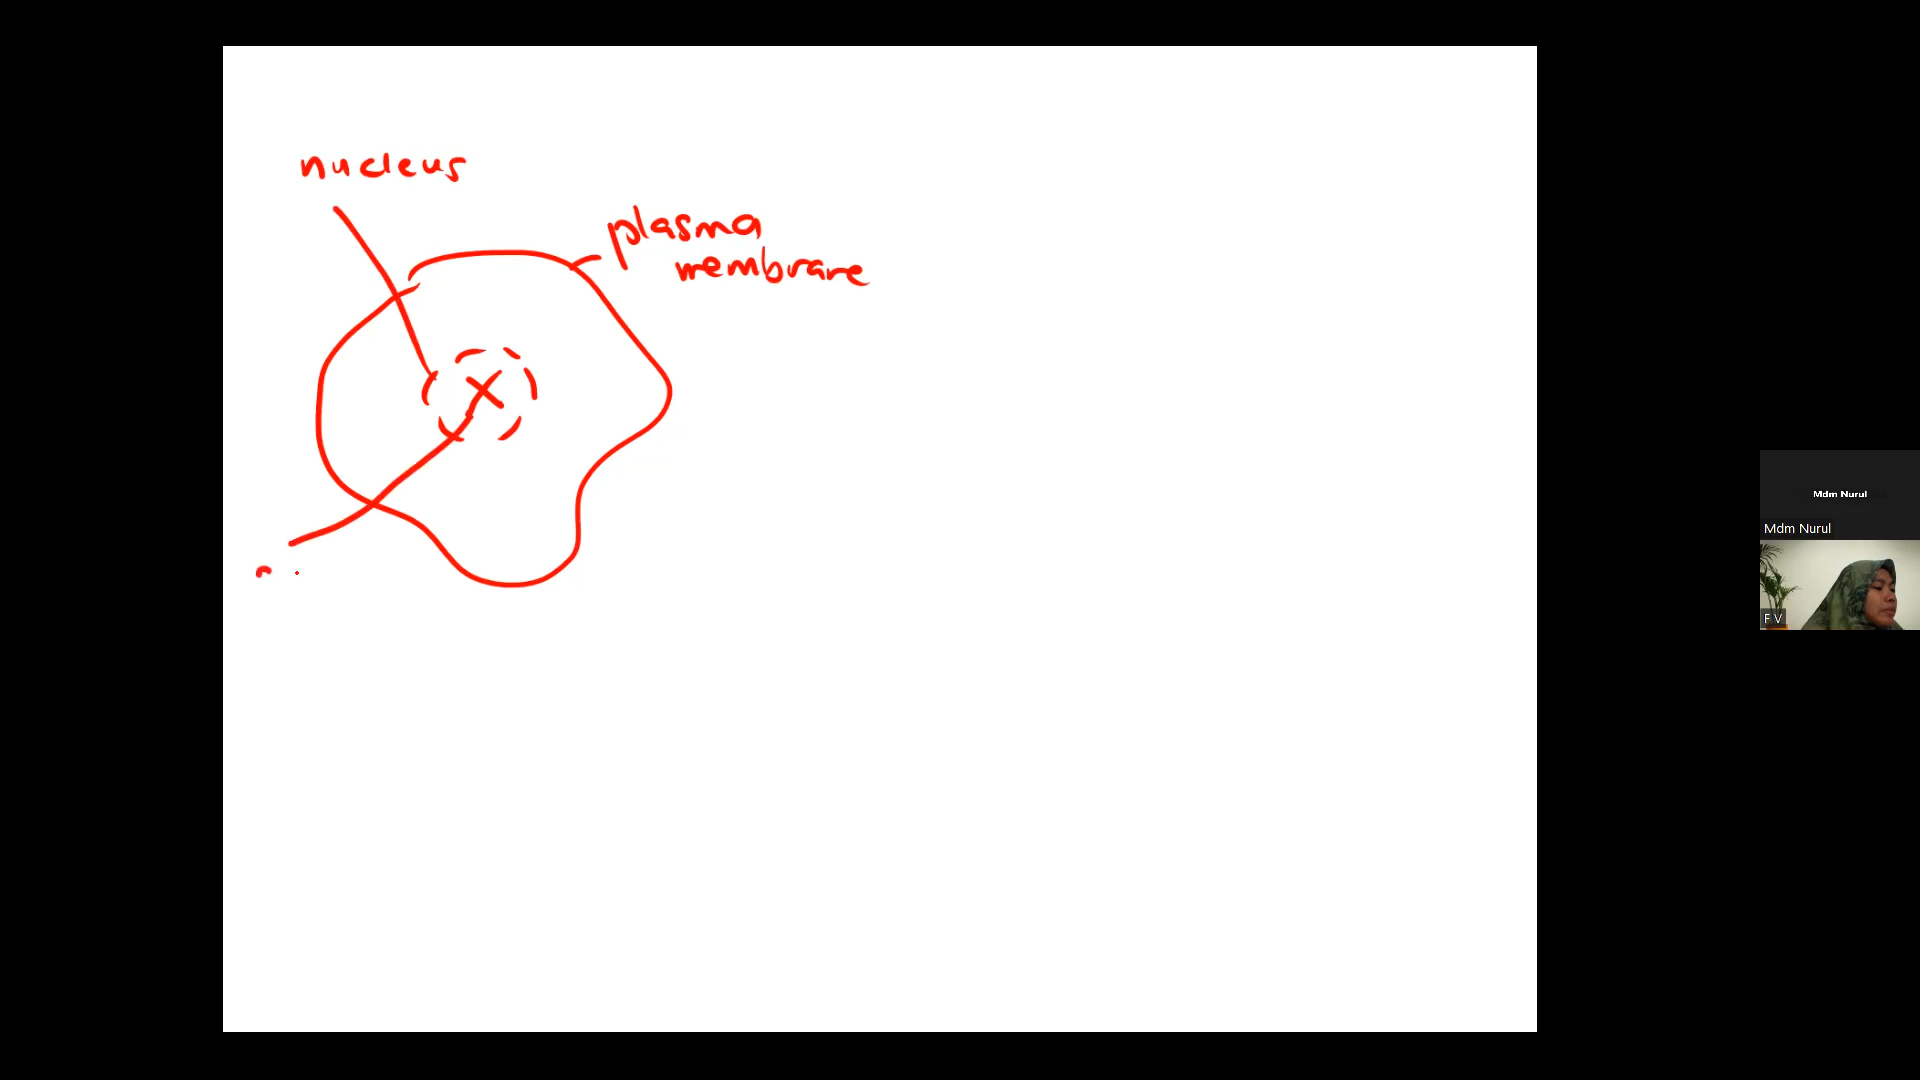 nucleus
plasma
membrane
Mdm Nurul
Mdm Nurul
F V